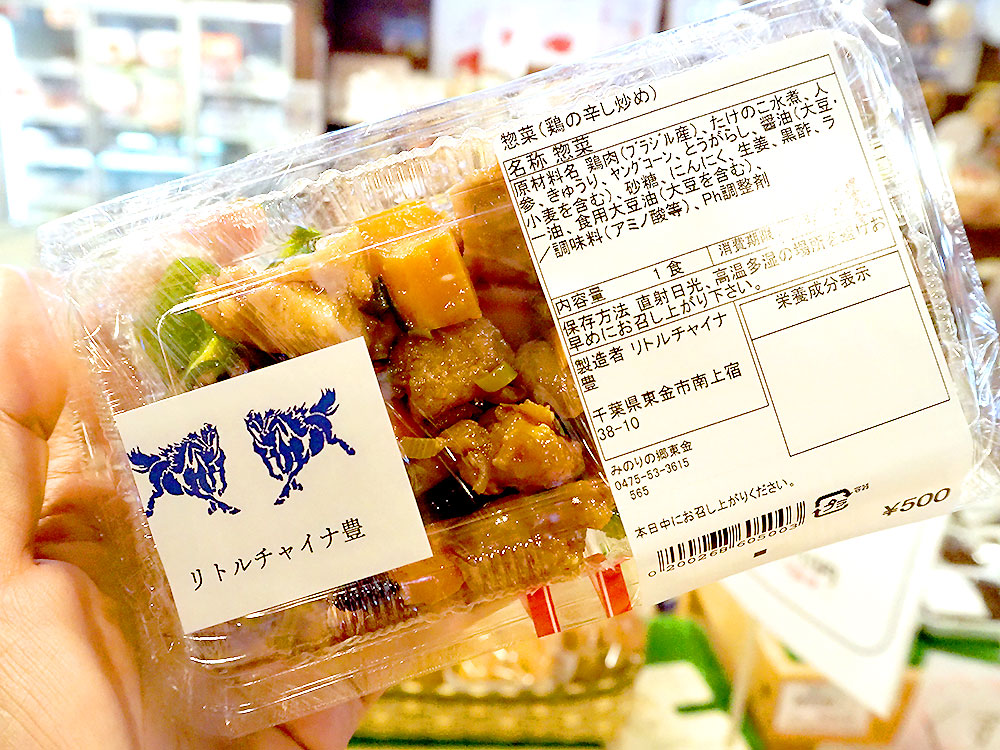 惣菜(鶏の辛し炒め)
名称 惣菜
原材料名 鶏肉(ブラジル産)、たけのこ水煮、人
参、きゅうり、ヤングコーン、とうがらし、醤油(大豆・
小麦を含む)、砂糖、にんにく、生姜、黒酢、ラ
ー油、食用大豆油(大豆を含む)、
/調味料(アミノ酸等)、Ph調整剤
内容量 1食 消費期限
保存方法 直射日光、高温多湿の場所を避けお
早めにお召し上がり下さい。
製造者 リトルチャイナ
豊
千葉県東金市南上宿
38-10
栄養成分表示
みのりの郷東金
0475-53-3615
565
本日中にお召し上がりください。
0200268605003
¥500
リトルチャイナ豊